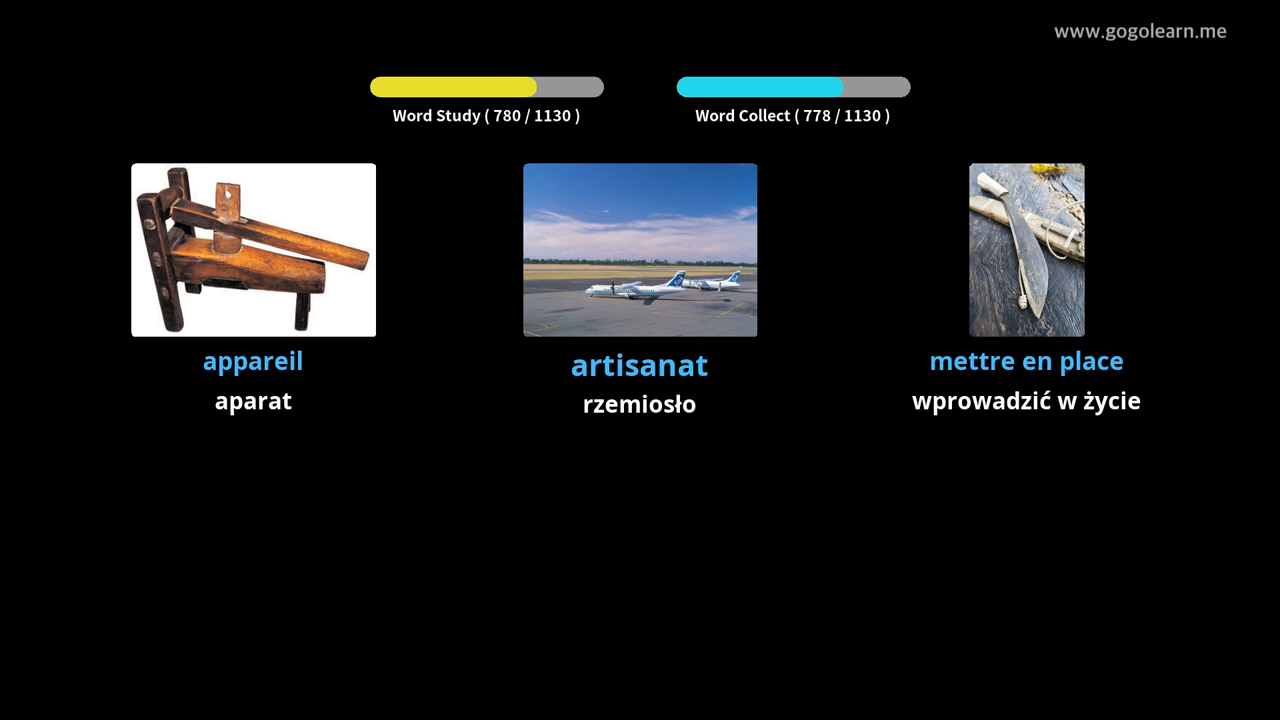 www.gogolearn.me
Word Study ( 780 / 1130 )
Word Collect ( 778 / 1130 )
appareil
aparat
artisanat
rzemiosło
mettre en place
wprowadzić w życie